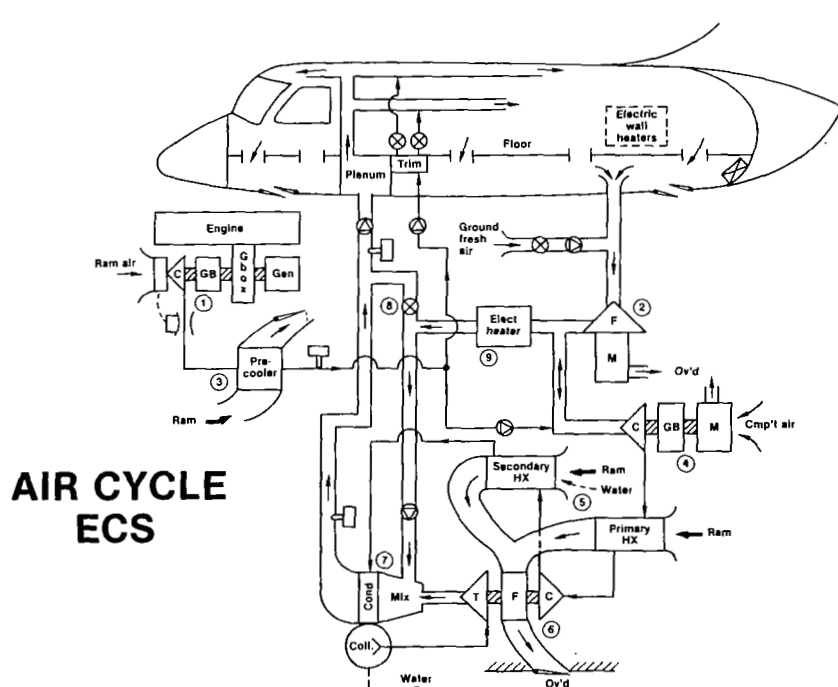 Electric
wall
heaters
Floor
Trim
Plenum
Engine
Ground
fresh
air
Ram air
C
GB
Gbox
Gen
1
2
F
M
8
Elect
heater
9
Pre-
cooler
3
Ov'd
Ram
C
GB
M
Cmp't air
4
Secondary
HX
Ram
Water
5
AIR CYCLE
ECS
Primary
HX
Ram
7
Cond
Mix
T
F
C
6
Coll.
Water
Ov'd